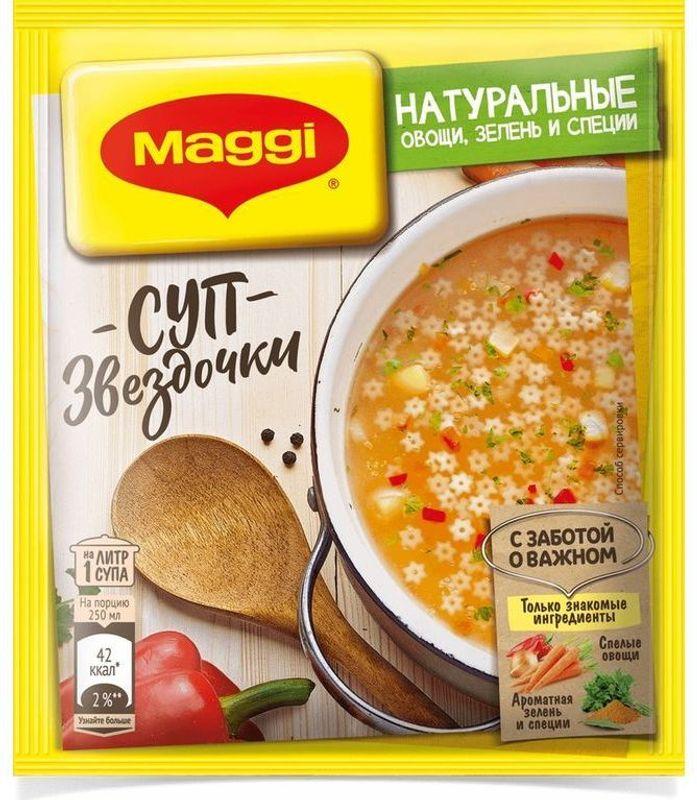 Maggi
®
НАТУРАЛЬНЫЕ
ОВОЩИ, ЗЕЛЕНЬ И СПЕЦИИ
- СУП -
Звездочки
Способ сервировки
на ЛИТР
1 СУПА
На порцию
250 мл
42
ккал*
2 %**
Узнайте больше
С ЗАБОТОЙ
О ВАЖНОМ
Только знакомые
ингредиенты
Спелые
овощи
Ароматная
зелень
и специи